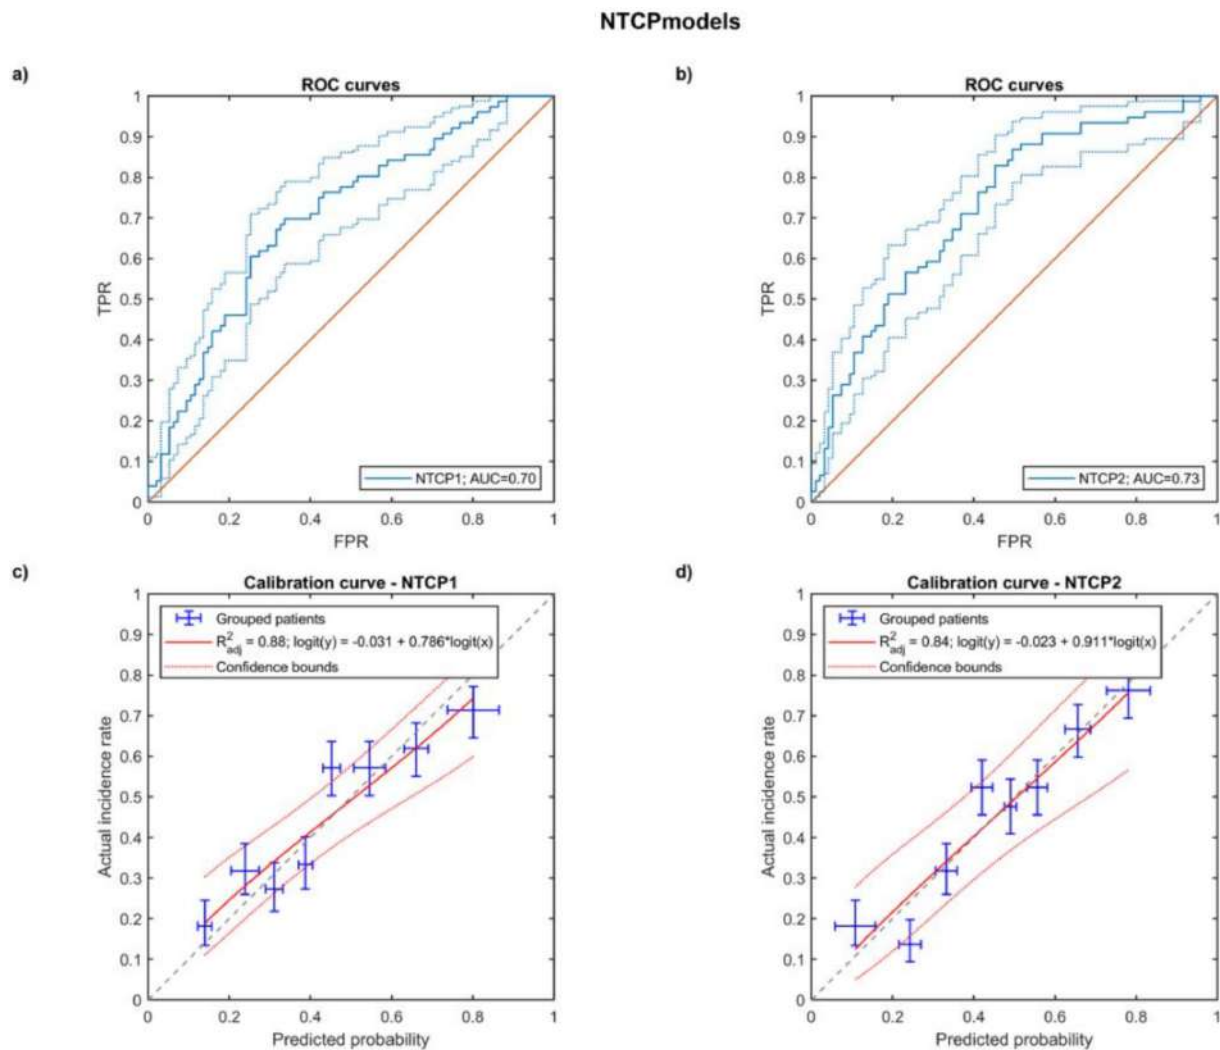 NTCPmodels
a)
ROC curves
1
0.9
0.8
0.7
0.6
0.5
0.4
0.3
0.2
0.1
0
TPR
NTCP1; AUC=0.70
0 0.2 0.4 0.6 0.8 1
FPR
b)
ROC curves
1
0.9
0.8
0.7
0.6
0.5
0.4
0.3
0.2
0.1
0
TPR
NTCP2; AUC=0.73
0 0.2 0.4 0.6 0.8 1
FPR
c)
Calibration curve - NTCP1
1
0.9
0.8
0.7
0.6
0.5
0.4
0.3
0.2
0.1
0
Actual incidence rate
Grouped patients
R²adj = 0.88; logit(y) = -0.031 + 0.786*logit(x)
Confidence bounds
0 0.2 0.4 0.6 0.8 1
Predicted probability
d)
Calibration curve - NTCP2
1
0.9
0.8
0.7
0.6
0.5
0.4
0.3
0.2
0.1
0
Actual incidence rate
Grouped patients
R²adj = 0.84; logit(y) = -0.023 + 0.911*logit(x)
Confidence bounds
0 0.2 0.4 0.6 0.8 1
Predicted probability